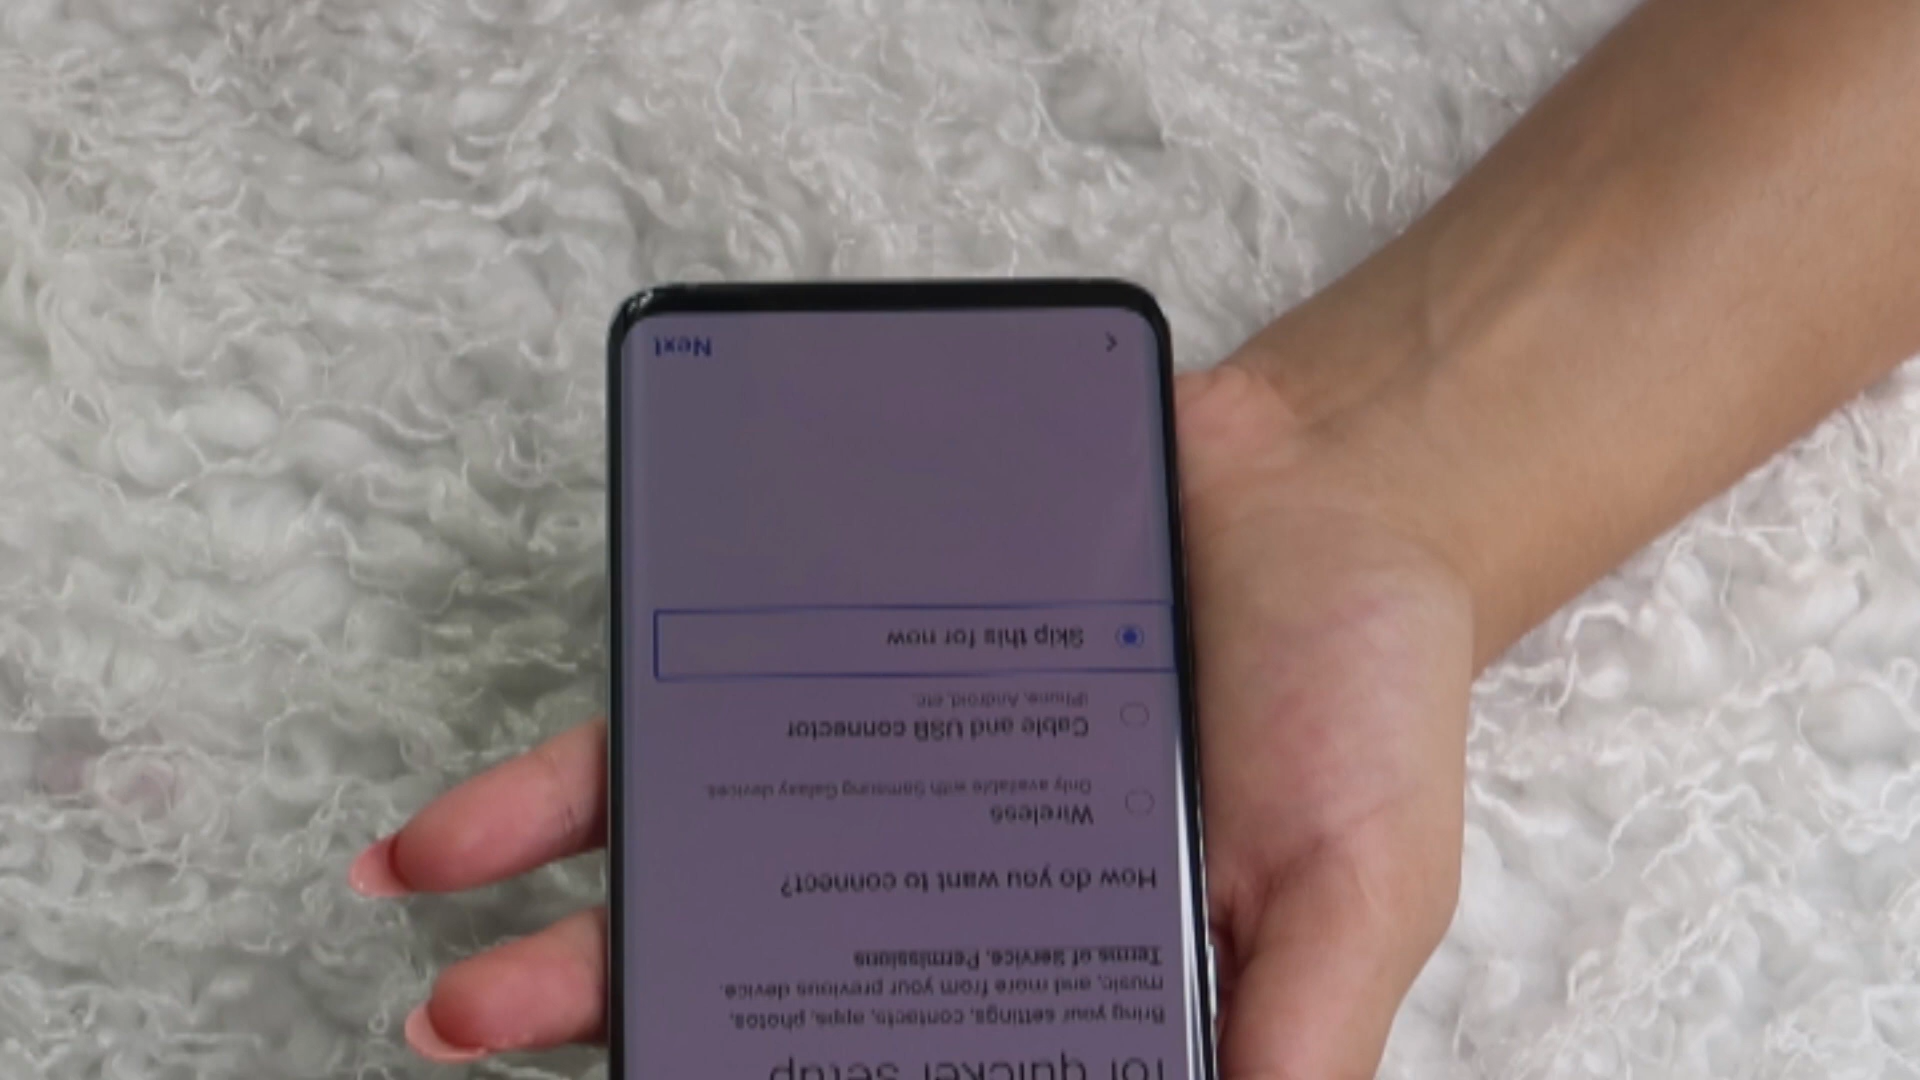 for quicker setup
Bring your settings, contacts, apps, photos,
music, and more from your previous device.
Terms of Service, Permissions
How do you want to connect?
Wireless
Only available with Samsung Galaxy devices
Cable and USB connector
iPhone, Android, etc.
Skip this for now
Next